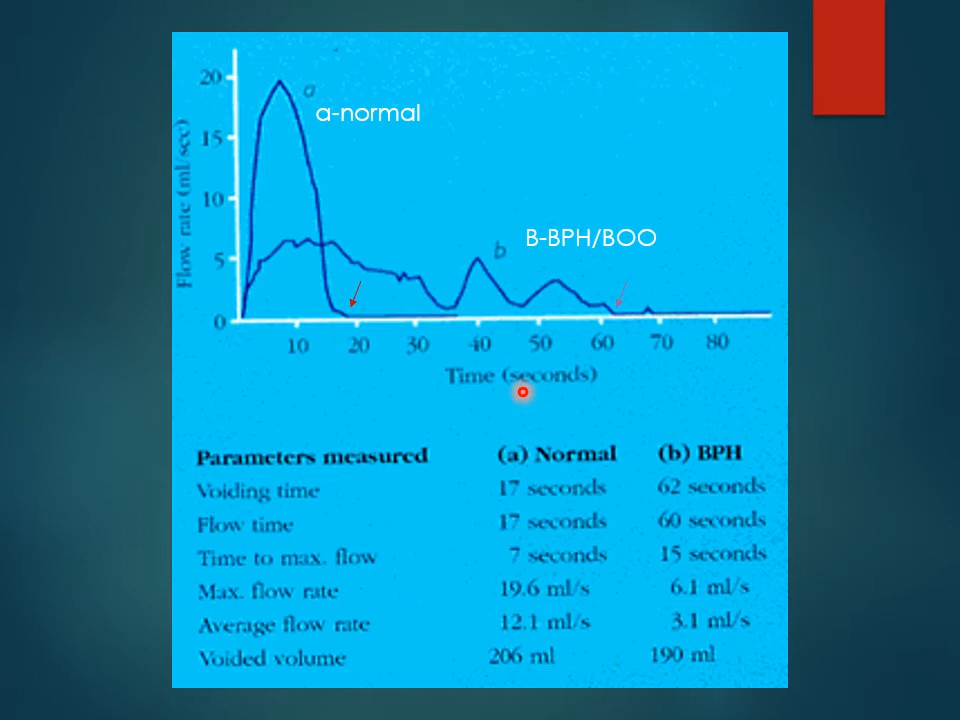 20
15
10
5
0
Flow rate (ml/sec)
a
a-normal
B-BPH/BOO
b
10 20 30 40 50 60 70 80
Time (seconds)
Parameters measured (a) Normal (b) BPH
Voiding time 17 seconds 62 seconds
Flow time 17 seconds 60 seconds
Time to max. flow 7 seconds 15 seconds
Max. flow rate 19.6 ml/s 6.1 ml/s
Average flow rate 12.1 ml/s 3.1 ml/s
Voided volume 206 ml 190 ml